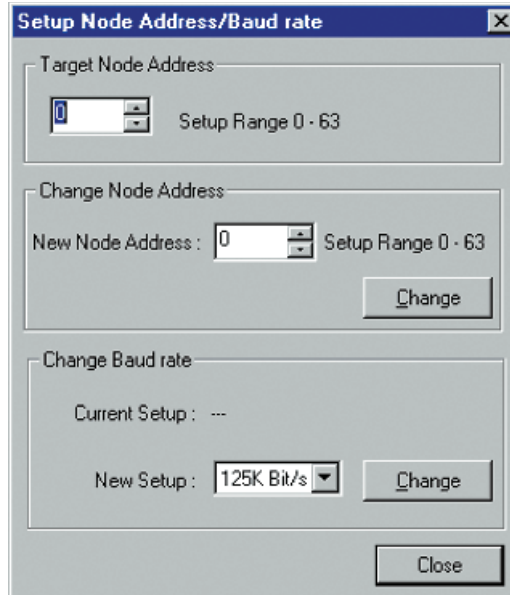 Setup Node Address/Baud rate
Target Node Address
0 Setup Range 0 - 63
Change Node Address
New Node Address : 0 Setup Range 0 - 63
Change
Change Baud rate
Current Setup : ---
New Setup : 125K Bit/s Change
Close